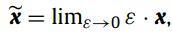 x̃ = lim_{ε→0} ε · x,